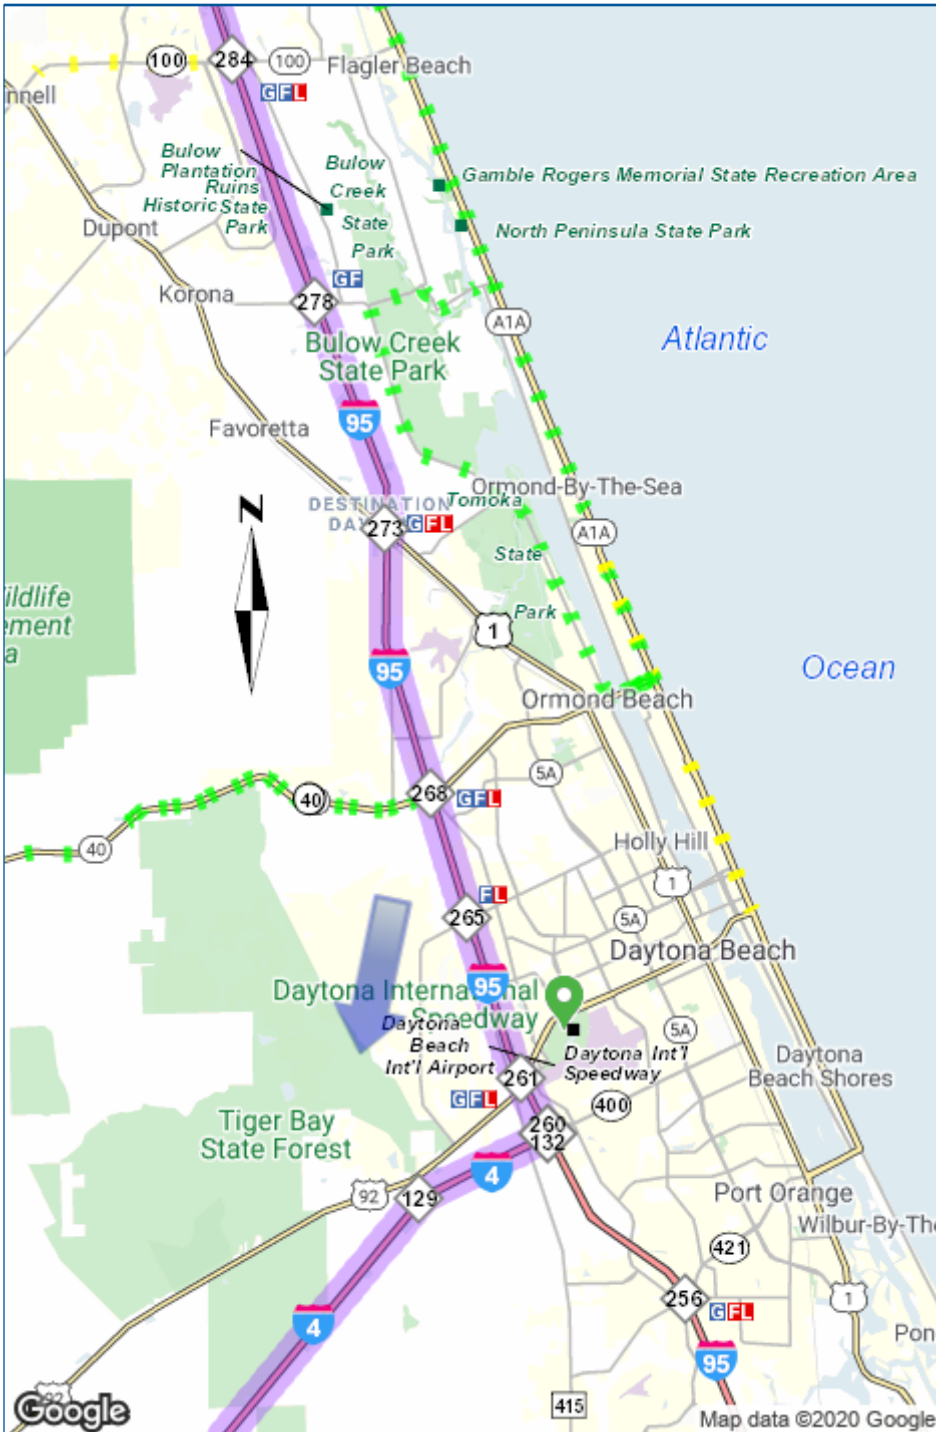 100
284
100
Flagler Beach
nnell
GFL
Bulow
Plantation
Ruins
Historic State
Park
Bulow
Creek
State
Park
Gamble Rogers Memorial State Recreation Area
North Peninsula State Park
Dupont
GF
Korona
278
A1A
Atlantic
Bulow Creek
State Park
95
Favoretta
Ormond-By-The-Sea
N
DESTINATION
DAY
273
GFL
Tomoka
State
Park
A1A
ildlife
ement
a
1
95
Ocean
Ormond Beach
5A
268
GFL
40
40
Holly Hill
1
FL
265
5A
Daytona Beach
95
Daytona International
Speedway
Daytona
Beach
Int'l Airport
Daytona Int'l
Speedway
5A
Daytona
Beach Shores
261
GFL
400
260
132
Tiger Bay
State Forest
4
92
129
Port Orange
Wilbur-By-The
421
256
GFL
1
4
Pon
95
92
415
Google
Map data ©2020 Google